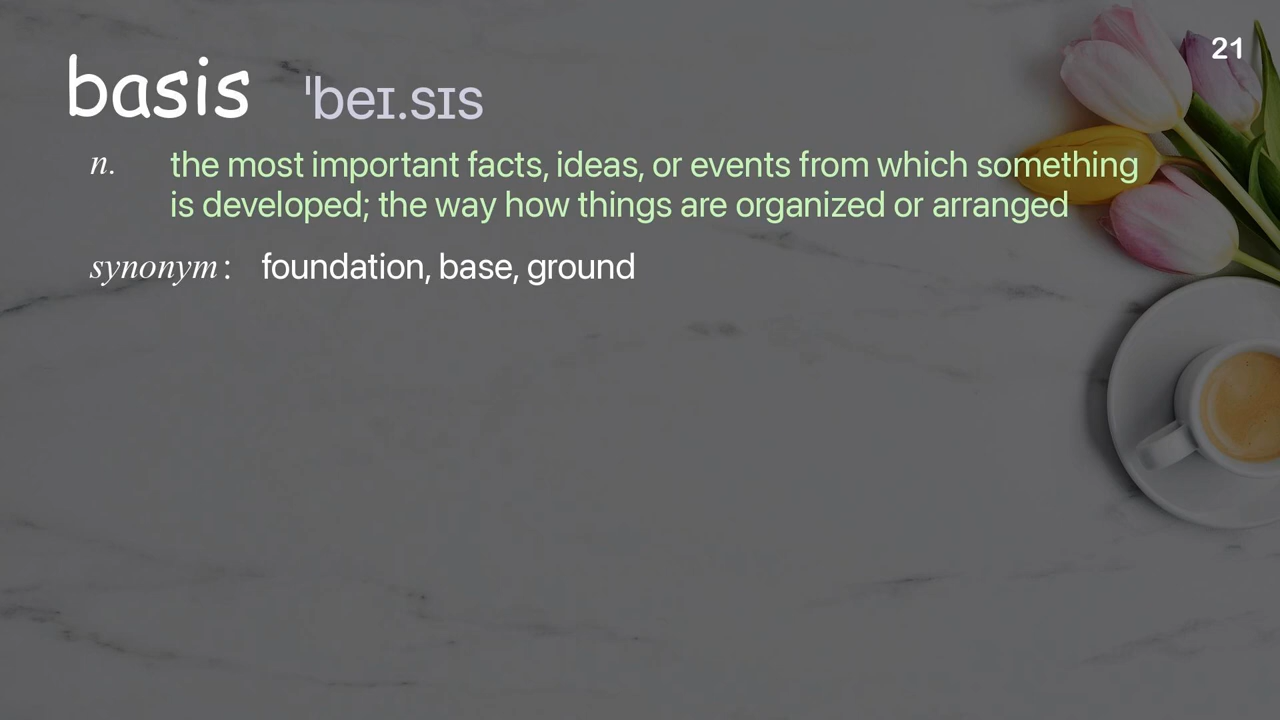 21
basis ˈbeɪ.sɪs
n. the most important facts, ideas, or events from which something
is developed; the way how things are organized or arranged
synonym: foundation, base, ground